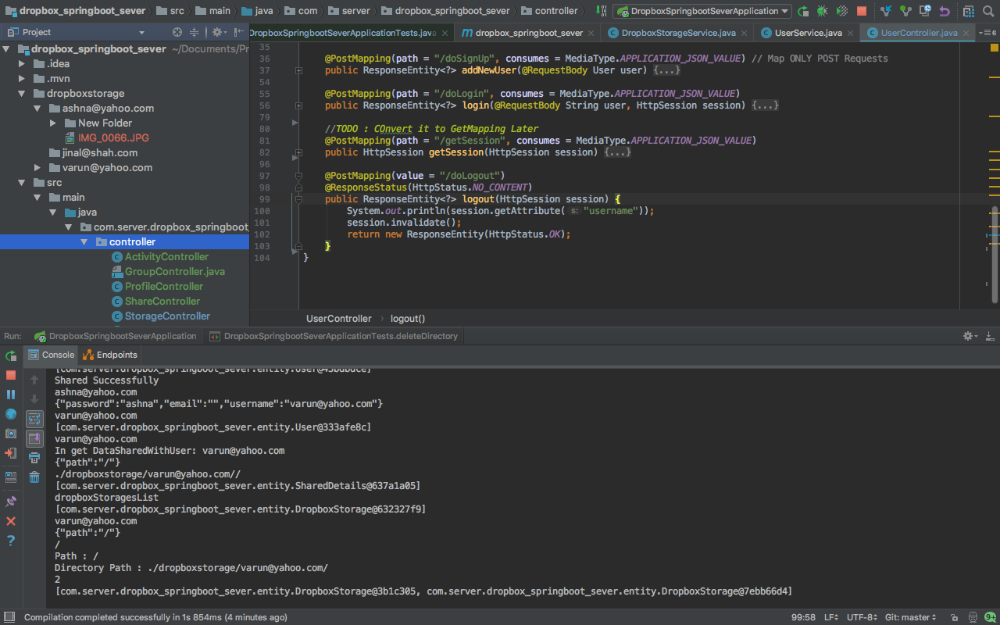 dropbox_springboot_sever src main java com server dropbox_springboot_sever controller DropboxSpringbootSeverApplication
Project DropboxSpringbootSeverApplicationTests.java dropbox_springboot_sever DropboxStorageService.java UserService.java UserController.java 6
dropbox_springboot_sever ~/Documents/Pr
.idea
.mvn
dropboxstorage
ashna@yahoo.com
New Folder
IMG_0066.JPG
jinal@shah.com
varun@yahoo.com
src
main
java
com.server.dropbox_springboot
controller
ActivityController
GroupController.java
ProfileController
ShareController
StorageController
35
36 @PostMapping(path = "/doSignUp", consumes = MediaType.APPLICATION_JSON_VALUE) // Map ONLY POST Requests
37 public ResponseEntity<?> addNewUser(@RequestBody User user) {...}
54
55 @PostMapping(path = "/doLogin", consumes = MediaType.APPLICATION_JSON_VALUE)
56 public ResponseEntity<?> login(@RequestBody String user, HttpSession session) {...}
79
80 //TODO : COnvert it to GetMapping Later
81 @PostMapping(path = "/getSession", consumes = MediaType.APPLICATION_JSON_VALUE)
82 public HttpSession getSession(HttpSession session) {...}
96
97 @PostMapping(value = "/doLogout")
98 @ResponseStatus(HttpStatus.NO_CONTENT)
99 public ResponseEntity<?> logout(HttpSession session) {
100 System.out.println(session.getAttribute( s: "username"));
101 session.invalidate();
102 return new ResponseEntity(HttpStatus.OK);
103 }
104 }
UserController logout()
Run: DropboxSpringbootSeverApplication DropboxSpringbootSeverApplicationTests.deleteDirectory
Console Endpoints
[com.server.dropbox_springboot_sever.entity.User@43bdbdce]
Shared Successfully
ashna@yahoo.com
{"password":"ashna","email":"","username":"varun@yahoo.com"}
varun@yahoo.com
[com.server.dropbox_springboot_sever.entity.User@333afe8c]
varun@yahoo.com
In get DataSharedWithUser: varun@yahoo.com
{"path":"/"}
./dropboxstorage/varun@yahoo.com//
[com.server.dropbox_springboot_sever.entity.SharedDetails@637a1a05]
dropboxStoragesList
[com.server.dropbox_springboot_sever.entity.DropboxStorage@632327f9]
varun@yahoo.com
{"path":"/"}
/
Path : /
Directory Path : ./dropboxstorage/varun@yahoo.com/
2
[com.server.dropbox_springboot_sever.entity.DropboxStorage@3b1c305, com.server.dropbox_springboot_sever.entity.DropboxStorage@7ebb66d4]
Compilation completed successfully in 1s 854ms (4 minutes ago) 99:58 LF UTF-8 Git: master 9+